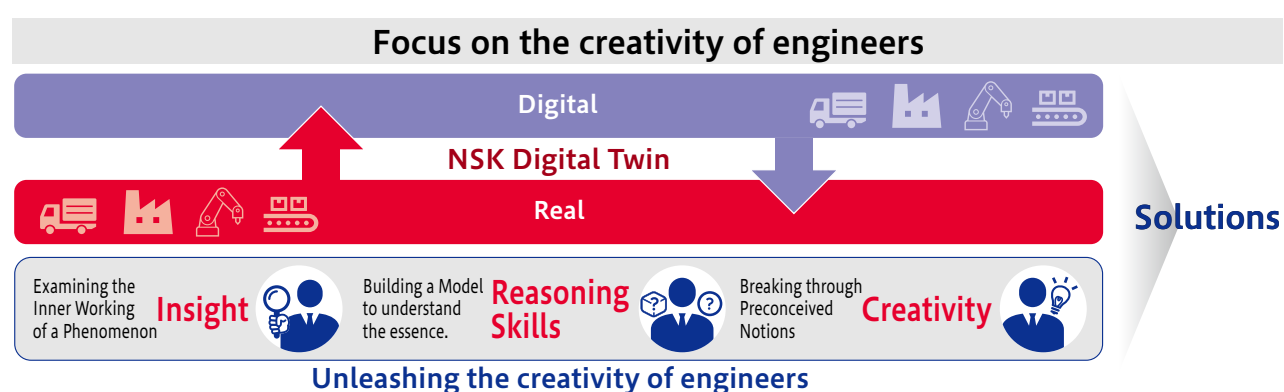 Focus on the creativity of engineers
Digital
NSK Digital Twin
Real
Solutions
Examining the
Inner Working
of a Phenomenon
Insight
Building a Model
to understand
the essence.
Reasoning
Skills
? ?
Breaking through
Preconceived
Notions
Creativity
Unleashing the creativity of engineers